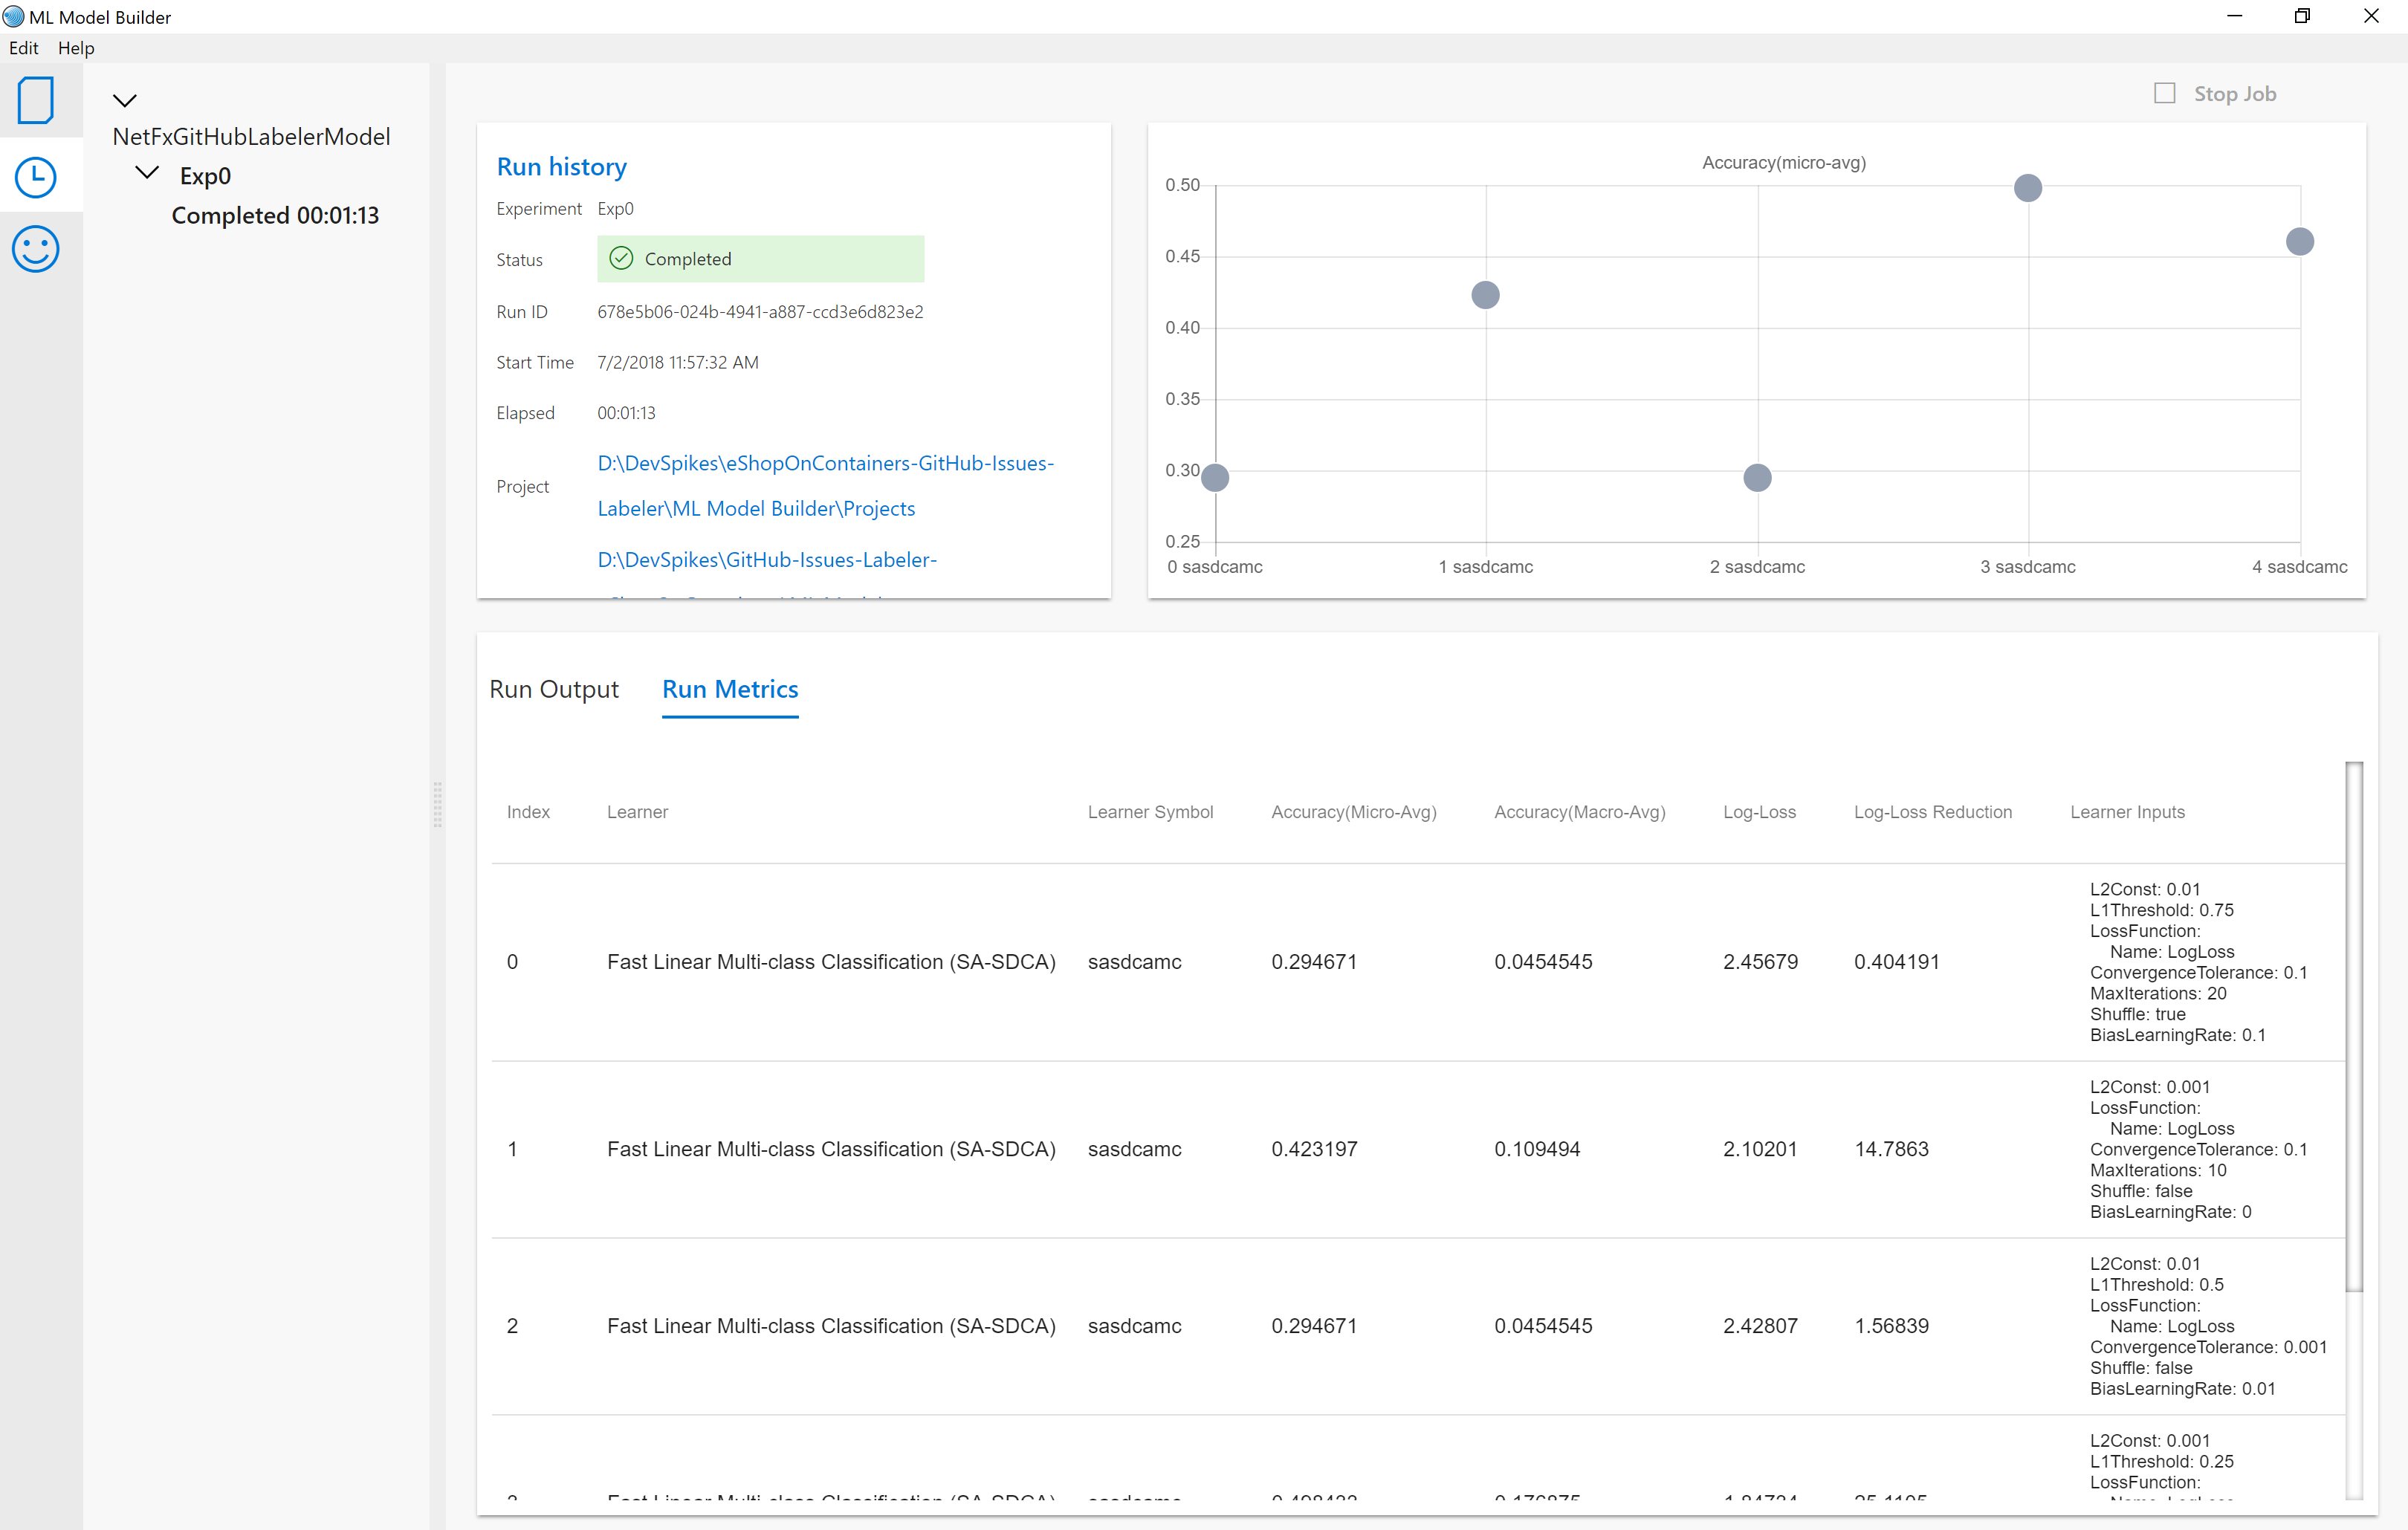 ML Model Builder
Edit Help
Stop Job
NetFxGitHubLabelerModel
Exp0
Completed 00:01:13
Run history
Experiment Exp0
Status Completed
Run ID 678e5b06-024b-4941-a887-ccd3e6d823e2
Start Time 7/2/2018 11:57:32 AM
Elapsed 00:01:13
Project D:\DevSpikes\eShopOnContainers-GitHub-Issues-
Labeler\ML Model Builder\Projects
D:\DevSpikes\GitHub-Issues-Labeler-
Accuracy(micro-avg)
0.50
0.45
0.40
0.35
0.30
0.25
0 sasdcamc 1 sasdcamc 2 sasdcamc 3 sasdcamc 4 sasdcamc
Run Output Run Metrics
Index Learner Learner Symbol Accuracy(Micro-Avg) Accuracy(Macro-Avg) Log-Loss Log-Loss Reduction Learner Inputs
0 Fast Linear Multi-class Classification (SA-SDCA) sasdcamc 0.294671 0.0454545 2.45679 0.404191
L2Const: 0.01
L1Threshold: 0.75
LossFunction:
Name: LogLoss
ConvergenceTolerance: 0.1
MaxIterations: 20
Shuffle: true
BiasLearningRate: 0.1
1 Fast Linear Multi-class Classification (SA-SDCA) sasdcamc 0.423197 0.109494 2.10201 14.7863
L2Const: 0.001
LossFunction:
Name: LogLoss
ConvergenceTolerance: 0.1
MaxIterations: 10
Shuffle: false
BiasLearningRate: 0
2 Fast Linear Multi-class Classification (SA-SDCA) sasdcamc 0.294671 0.0454545 2.42807 1.56839
L2Const: 0.01
L1Threshold: 0.5
LossFunction:
Name: LogLoss
ConvergenceTolerance: 0.001
Shuffle: false
BiasLearningRate: 0.01
Fast Linear Multi-class Classification (SA-SDCA) sasdcamc
L2Const: 0.001
L1Threshold: 0.25
LossFunction:
Name: LogLoss